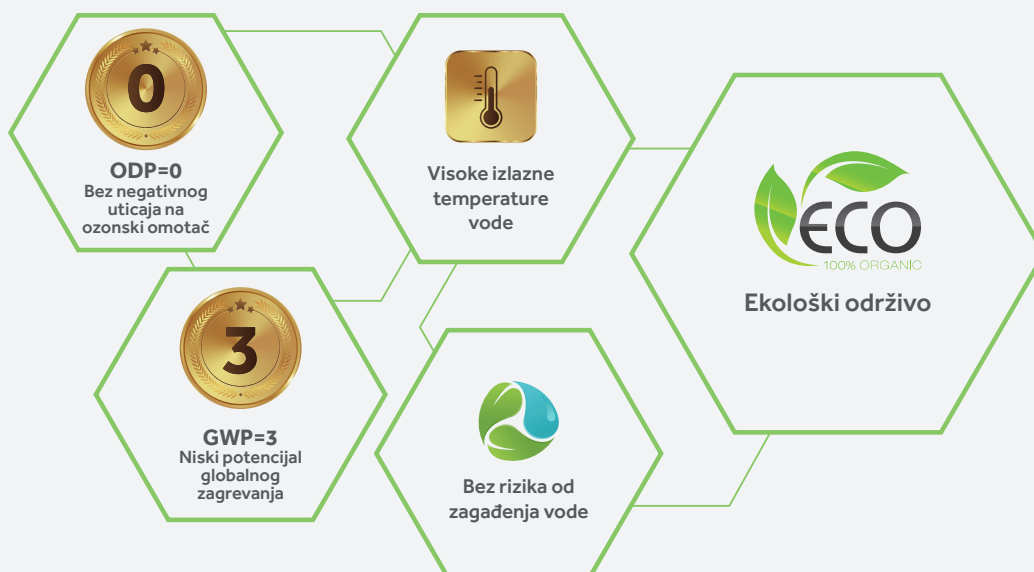 0
ODP=0
Bez negativnog
uticaja na
ozonski omotač
Visoke izlazne
temperature
vode
ECO
100% ORGANIC
Ekološki održivo
3
GWP=3
Niski potencijal
globalnog
zagrevanja
Bez rizika od
zagađenja vode